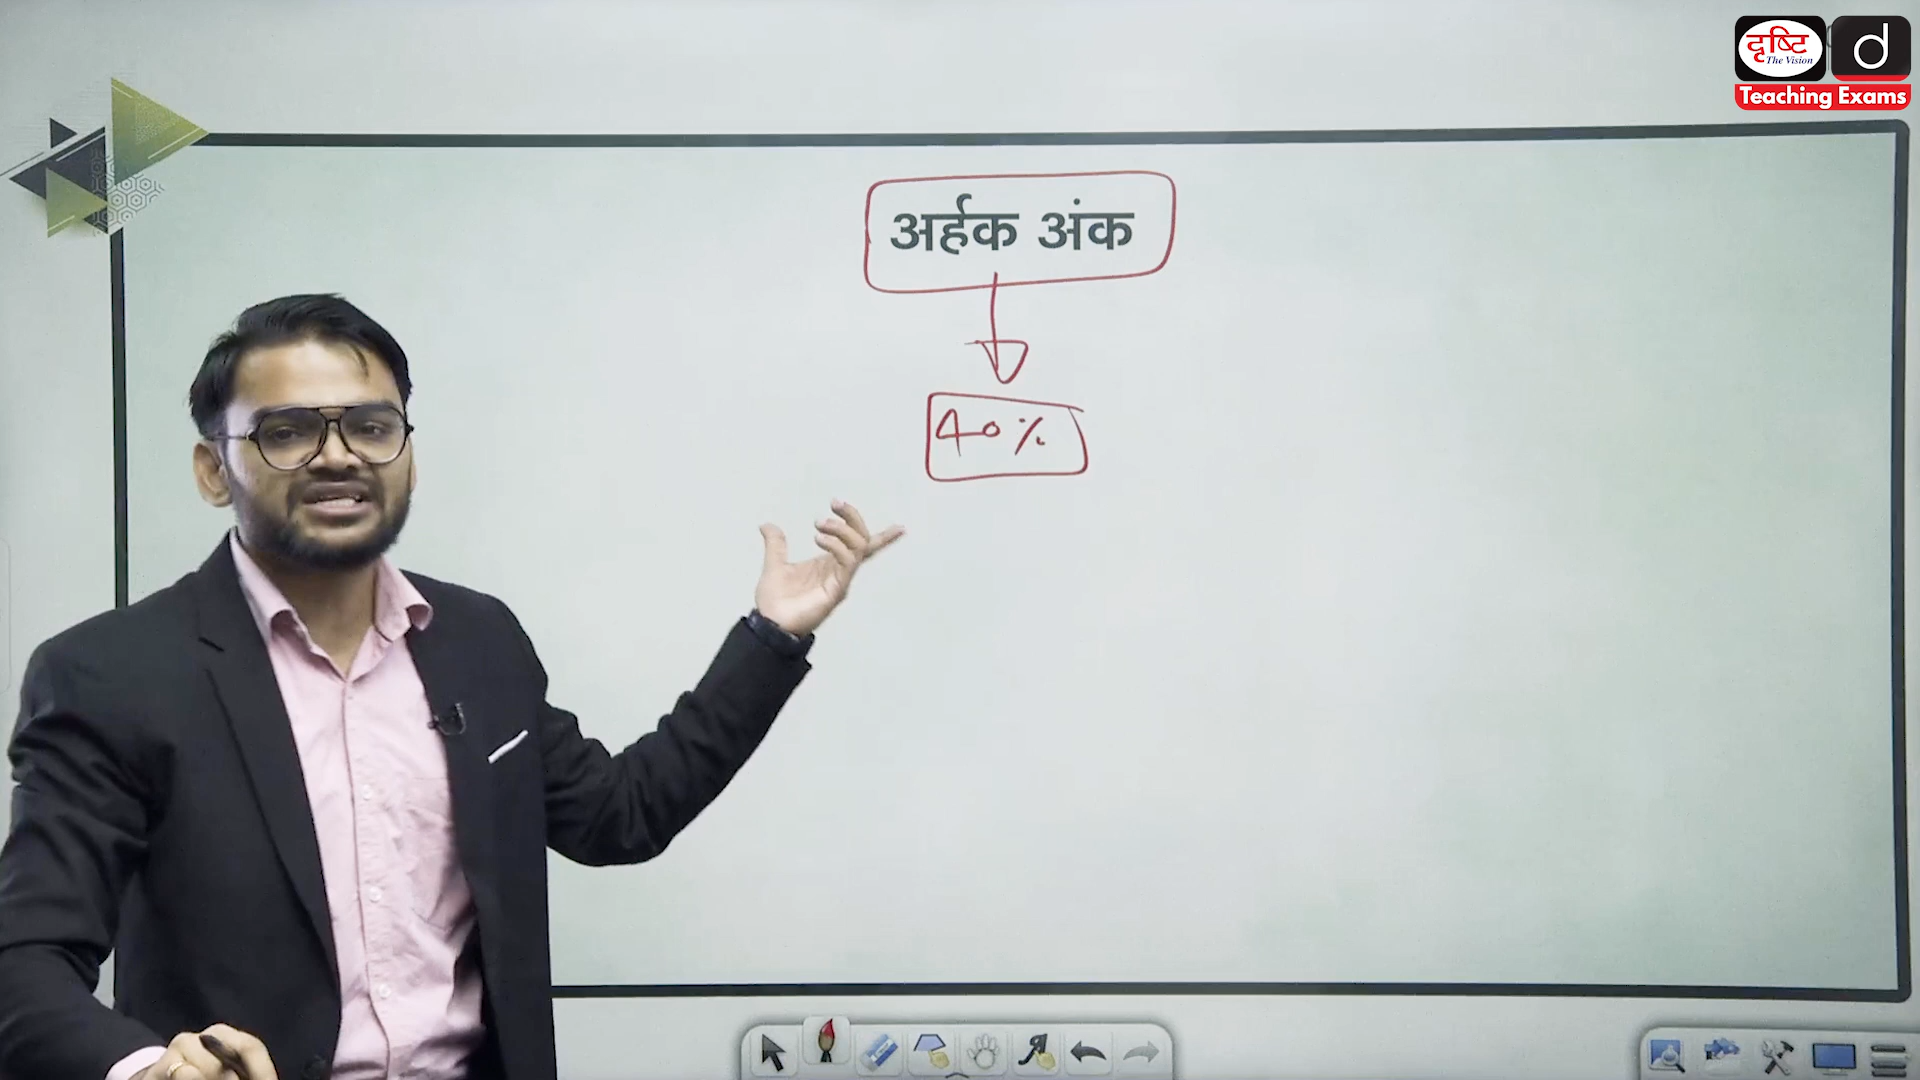 दृष्टि
The Vision
d
Teaching Exams
अर्हक अंक
40%